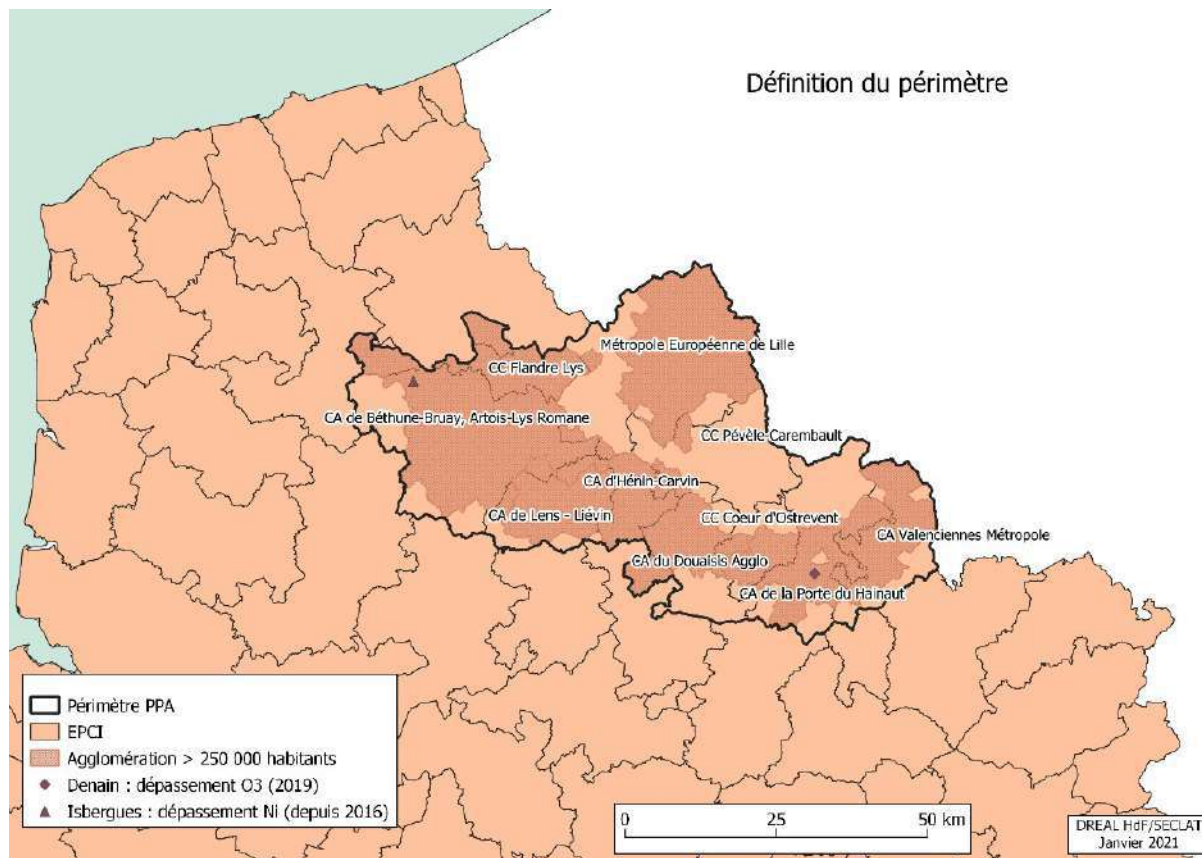 Définition du périmètre
Métropole Européenne de Lille
CC Flandre Lys
CA de Béthune-Bruay, Artois-Lys Romane
CC Pévèle-Carembault
CA d'Hénin-Carvin
CA de Lens - Liévin
CC Coeur d'Ostrevent
CA Valenciennes Métropole
CA du Douaisis Agglo
CA de la Porte du Hainaut
Périmètre PPA
EPCI
Agglomération > 250 000 habitants
Denain : dépassement O3 (2019)
Isbergues : dépassement Ni (depuis 2016)
0 25 50 km
DREAL HdF/SECLAT
Janvier 2021